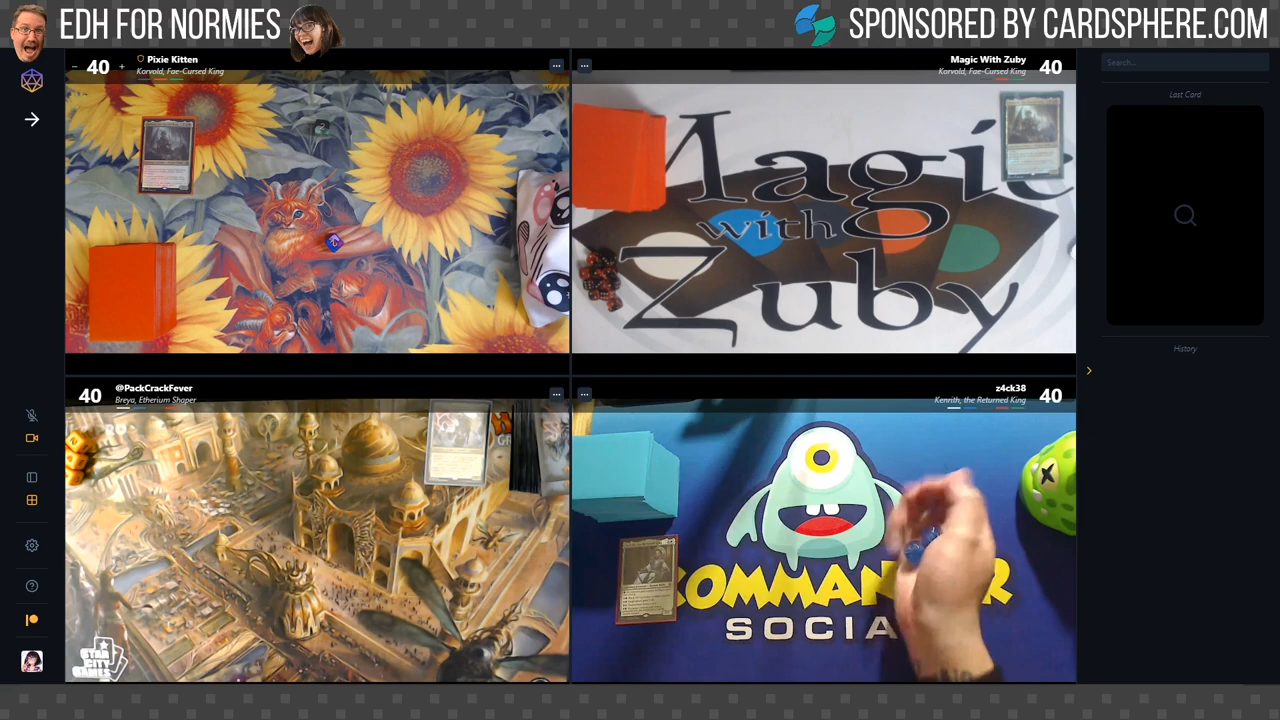 EDH FOR NORMIES
SPONSORED BY CARDSPHERE.COM
− 40 +
Pixie Kitten
Korvold, Fae-Cursed King
Magic With Zuby
Korvold, Fae-Cursed King
40
Search...
Last Card
History
Magic
with
Zuby
40
@PackCrackFever
Breya, Etherium Shaper
z4ck38
Kenrith, the Returned King
40
STAR
CITY
GAMES
SOCIA